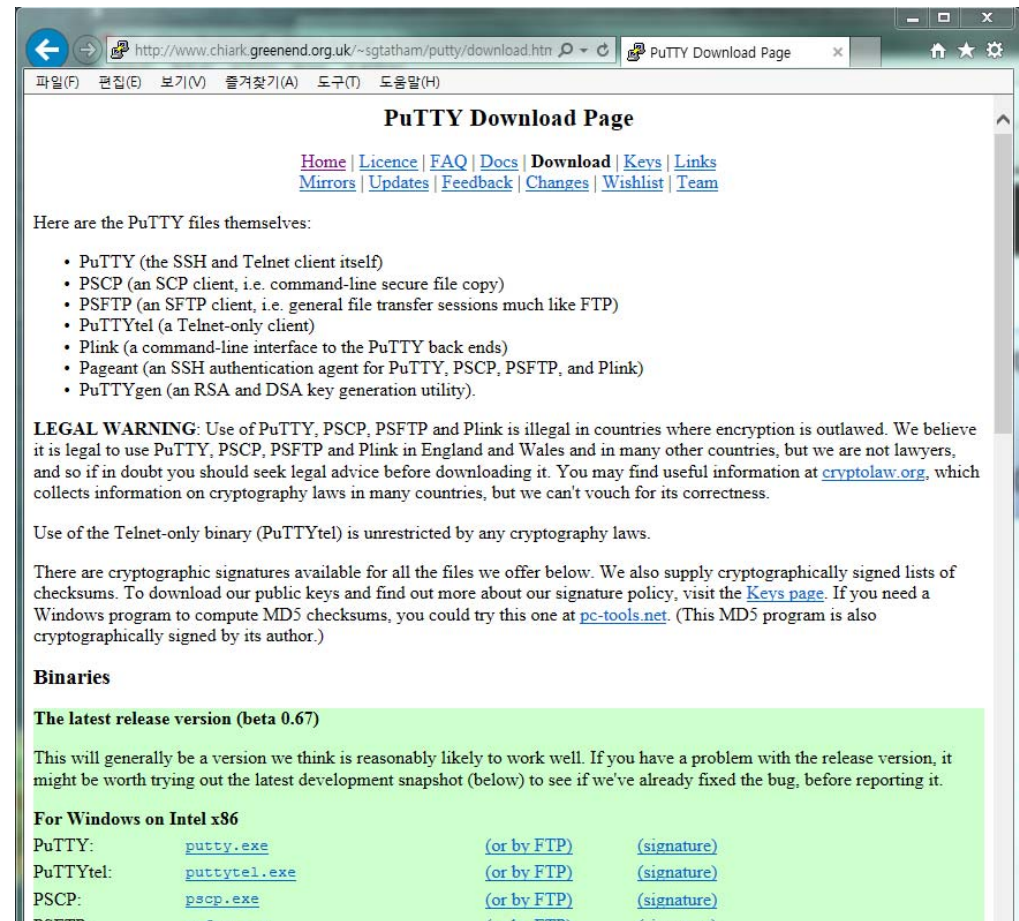 http://www.chiark.greenend.org.uk/~sgtatham/putty/download.htm
PuTTY Download Page
파일(F) 편집(E) 보기(V) 즐겨찾기(A) 도구(T) 도움말(H)
PuTTY Download Page
Home | Licence | FAQ | Docs | Download | Keys | Links
Mirrors | Updates | Feedback | Changes | Wishlist | Team
Here are the PuTTY files themselves:
• PuTTY (the SSH and Telnet client itself)
• PSCP (an SCP client, i.e. command-line secure file copy)
• PSFTP (an SFTP client, i.e. general file transfer sessions much like FTP)
• PuTTYtel (a Telnet-only client)
• Plink (a command-line interface to the PuTTY back ends)
• Pageant (an SSH authentication agent for PuTTY, PSCP, PSFTP, and Plink)
• PuTTYgen (an RSA and DSA key generation utility).
LEGAL WARNING: Use of PuTTY, PSCP, PSFTP and Plink is illegal in countries where encryption is outlawed. We believe
it is legal to use PuTTY, PSCP, PSFTP and Plink in England and Wales and in many other countries, but we are not lawyers,
and so if in doubt you should seek legal advice before downloading it. You may find useful information at cryptolaw.org, which
collects information on cryptography laws in many countries, but we can't vouch for its correctness.
Use of the Telnet-only binary (PuTTYtel) is unrestricted by any cryptography laws.
There are cryptographic signatures available for all the files we offer below. We also supply cryptographically signed lists of
checksums. To download our public keys and find out more about our signature policy, visit the Keys page. If you need a
Windows program to compute MD5 checksums, you could try this one at pc-tools.net. (This MD5 program is also
cryptographically signed by its author.)
Binaries
The latest release version (beta 0.67)
This will generally be a version we think is reasonably likely to work well. If you have a problem with the release version, it
might be worth trying out the latest development snapshot (below) to see if we've already fixed the bug, before reporting it.
For Windows on Intel x86
PuTTY: putty.exe (or by FTP) (signature)
PuTTYtel: puttytel.exe (or by FTP) (signature)
PSCP: pscp.exe (or by FTP) (signature)